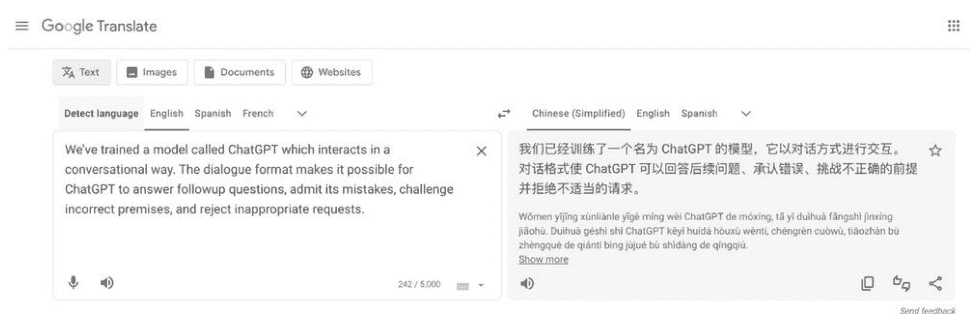 Google Translate
Text Images Documents Websites
Detect language English Spanish French
Chinese (Simplified) English Spanish
We've trained a model called ChatGPT which interacts in a
conversational way. The dialogue format makes it possible for
ChatGPT to answer followup questions, admit its mistakes, challenge
incorrect premises, and reject inappropriate requests.
242 / 5,000
我们已经训练了一个名为 ChatGPT 的模型，它以对话方式进行交互。
对话格式使 ChatGPT 可以回答后续问题、承认错误、挑战不正确的前提
并拒绝不适当的请求。
Wǒmen yǐjīng xùnliànle yīgè míng wèi ChatGPT de móxíng, tā yǐ duìhuà fāngshì jìnxíng
jiāohù. Duìhuà géshì shǐ ChatGPT kěyǐ huídá hòuxù wèntí, chéngrèn cuòwù, tiǎozhàn bù
zhèngquè de qiántí bìng jùjué bù shìdàng de qǐngqiú.
Show more
Send feedback